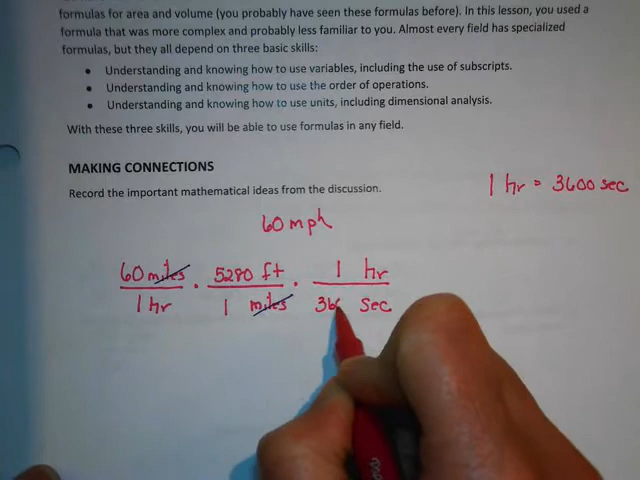 formulas for area and volume (you probably have seen these formulas before). In this lesson, you used a
formula that was more complex and probably less familiar to you. Almost every field has specialized
formulas, but they all depend on three basic skills:
• Understanding and knowing how to use variables, including the use of subscripts.
• Understanding and knowing how to use the order of operations.
• Understanding and knowing how to use units, including dimensional analysis.
With these three skills, you will be able to use formulas in any field.
MAKING CONNECTIONS
Record the important mathematical ideas from the discussion.
1 hr = 3600 sec
60 mph
60 miles · 5280 ft · 1 hr
1 hr 1 miles 36 sec